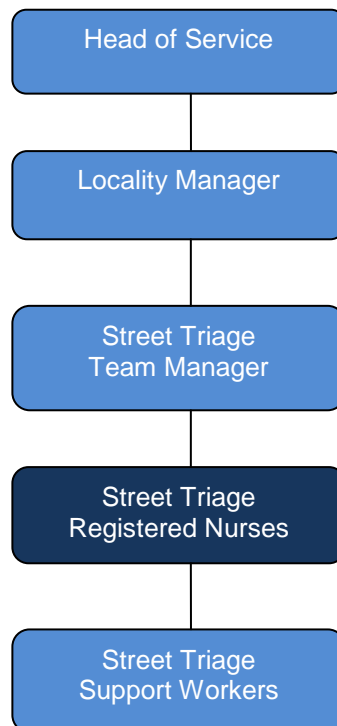 Head of Service
Locality Manager
Street Triage
Team Manager
Street Triage
Registered Nurses
Street Triage
Support Workers